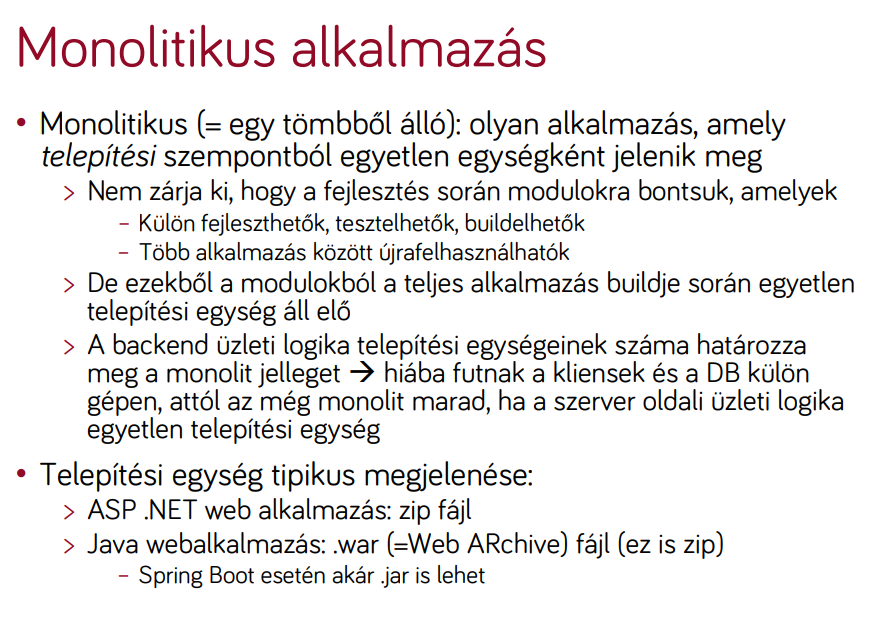 Monolitikus alkalmazás
• Monolitikus (= egy tömbből álló): olyan alkalmazás, amely
telepítési szempontból egyetlen egységként jelenik meg
> Nem zárja ki, hogy a fejlesztés során modulokra bontsuk, amelyek
– Külön fejleszthetők, tesztelhetők, buildelhetők
– Több alkalmazás között újrafelhasználhatók
> De ezekből a modulokból a teljes alkalmazás buildje során egyetlen
telepítési egység áll elő
> A backend üzleti logika telepítési egységeinek száma határozza
meg a monolit jelleget → hiába futnak a kliensek és a DB külön
gépen, attól az még monolit marad, ha a szerver oldali üzleti logika
egyetlen telepítési egység
• Telepítési egység tipikus megjelenése:
> ASP .NET web alkalmazás: zip fájl
> Java webalkalmazás: .war (=Web ARchive) fájl (ez is zip)
– Spring Boot esetén akár .jar is lehet